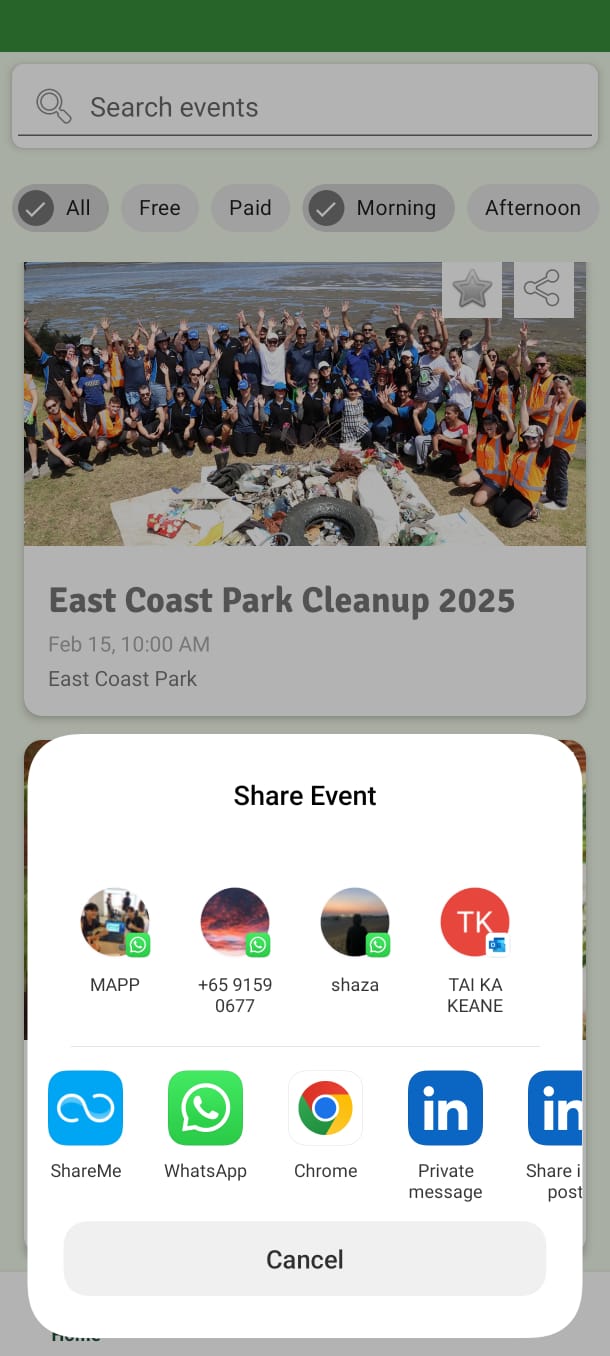 Search events
All
Free
Paid
Morning
Afternoon
East Coast Park Cleanup 2025
Feb 15, 10:00 AM
East Coast Park
Share Event
MAPP
+65 9159
0677
shaza
TK
TAI KA
KEANE
in
in
ShareMe
WhatsApp
Chrome
Private
message
Share i
post
Cancel
Home